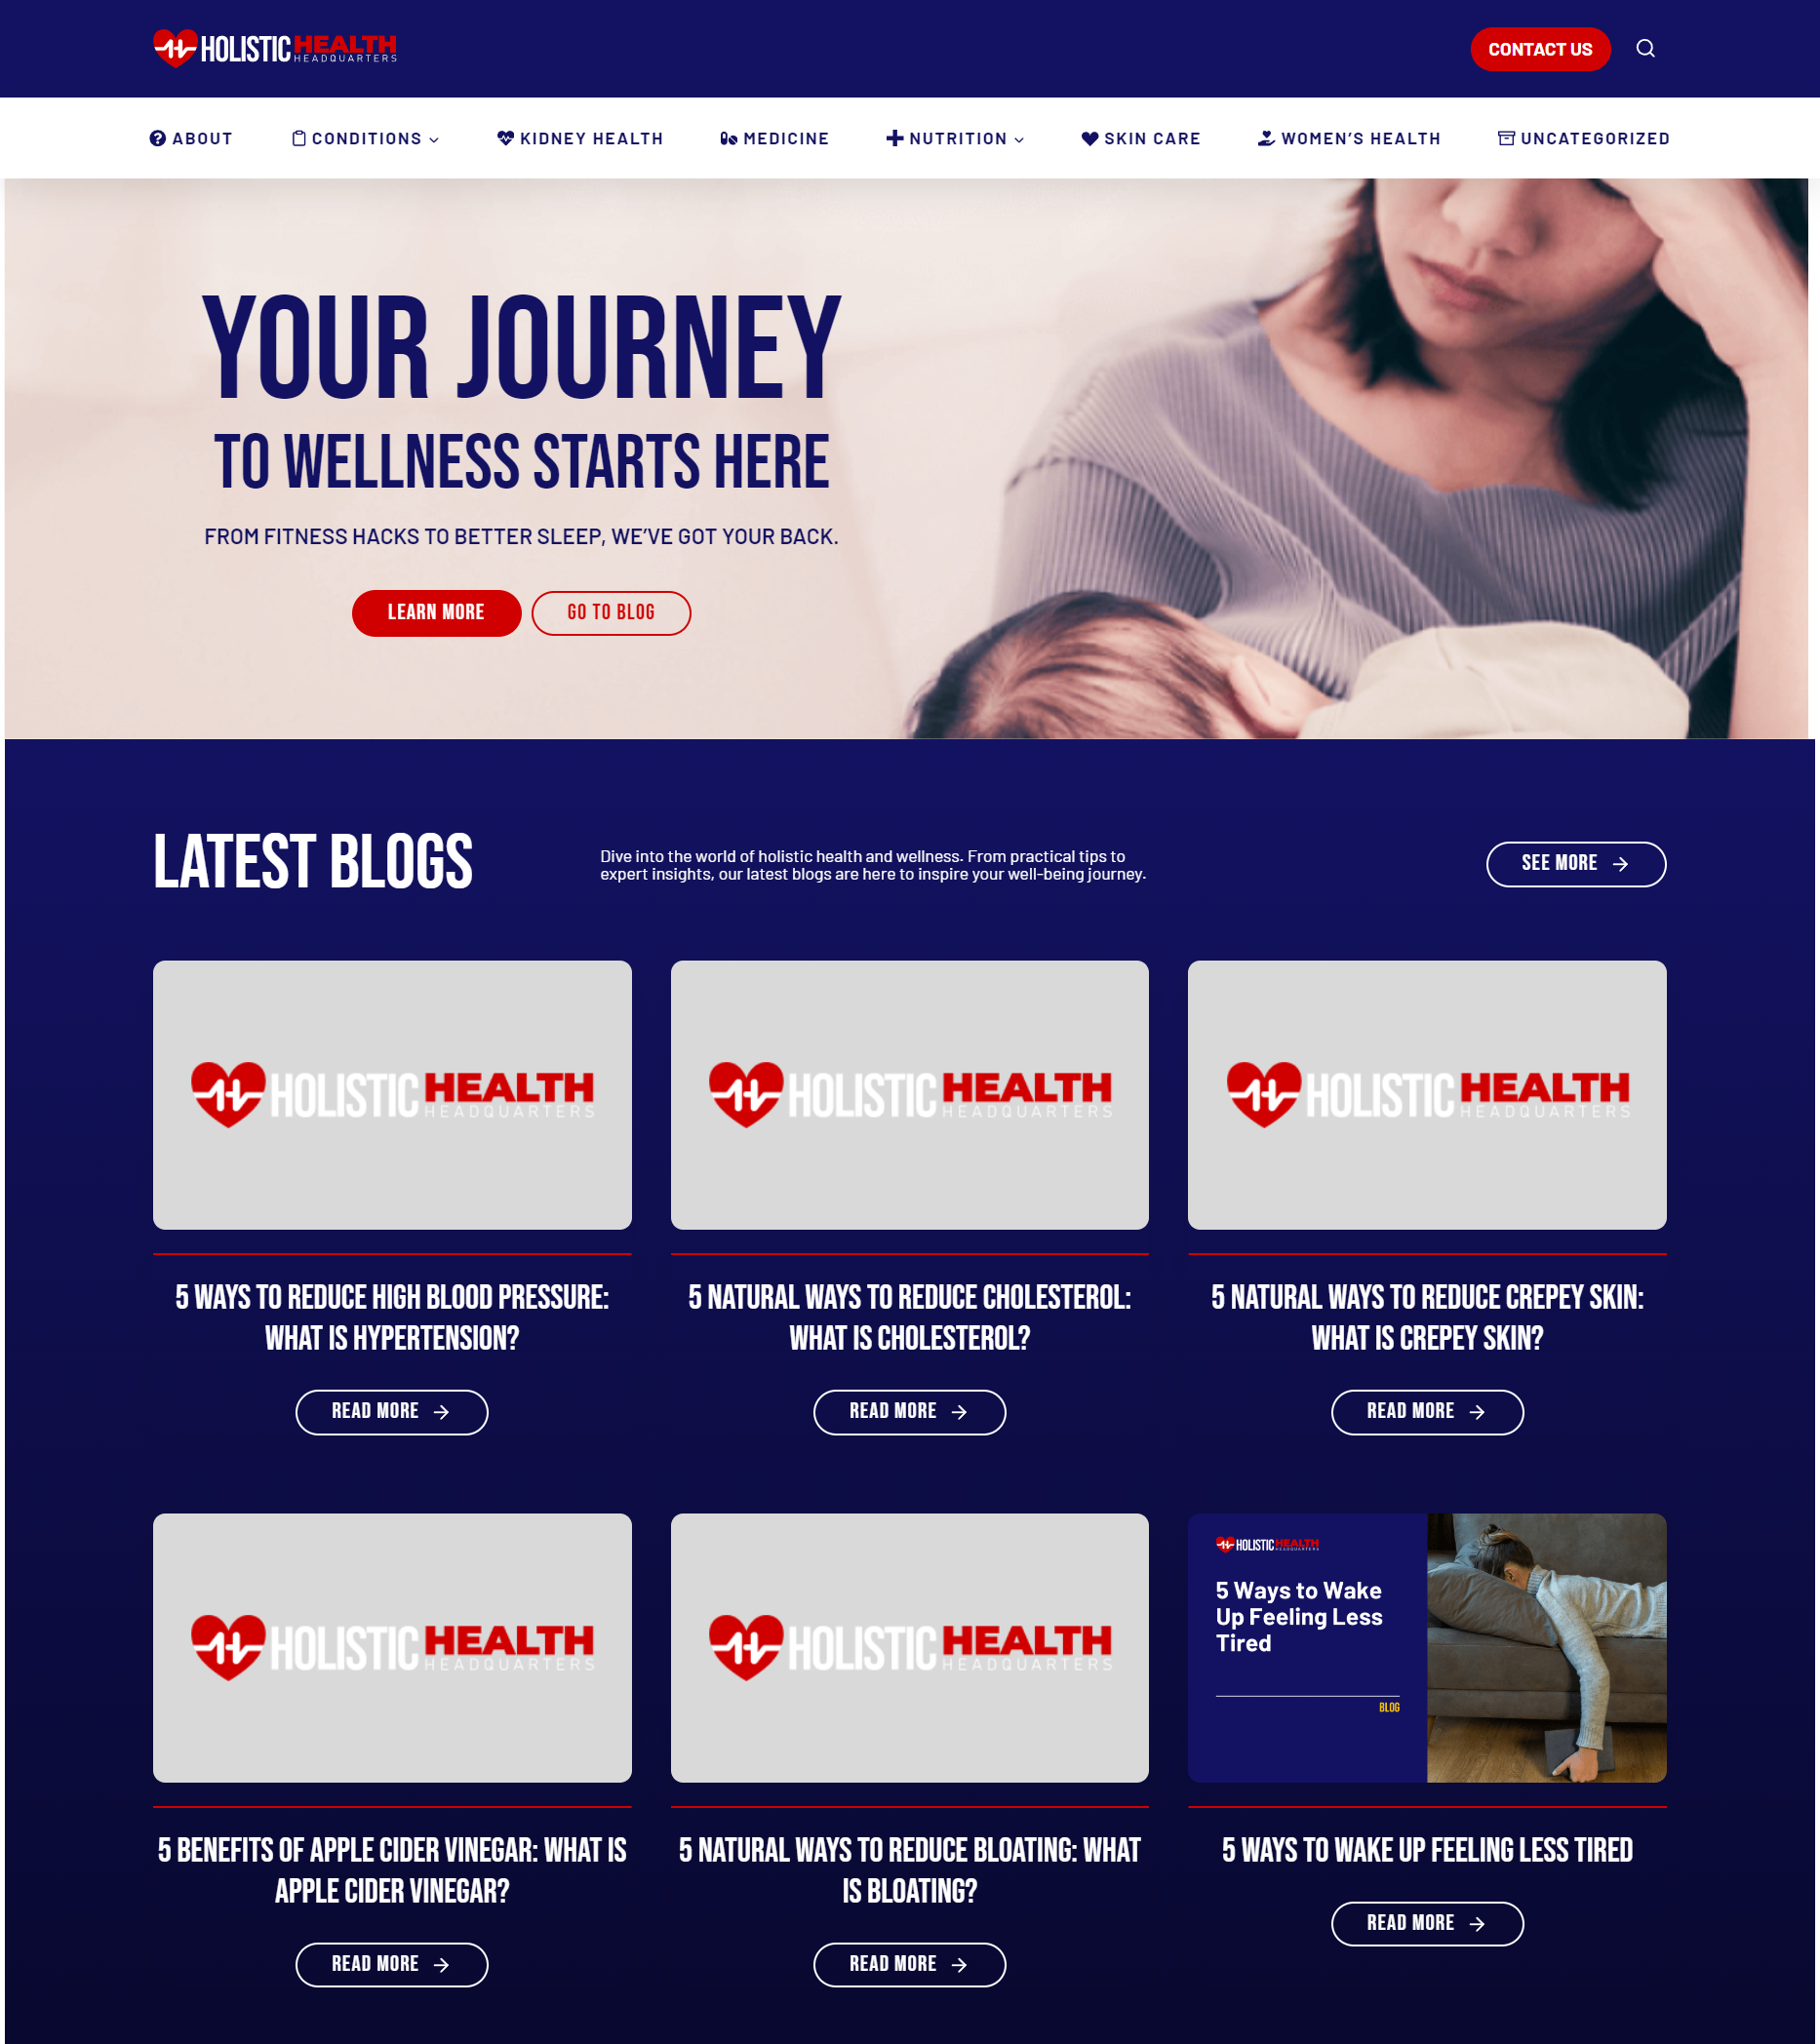 HOLISTIC HEALTH
HEADQUARTERS
CONTACT US
ABOUT
CONDITIONS
KIDNEY HEALTH
MEDICINE
NUTRITION
SKIN CARE
WOMEN’S HEALTH
UNCATEGORIZED
YOUR JOURNEY
TO WELLNESS STARTS HERE
FROM FITNESS HACKS TO BETTER SLEEP, WE’VE GOT YOUR BACK.
LEARN MORE
GO TO BLOG
LATEST BLOGS
Dive into the world of holistic health and wellness. From practical tips to
expert insights, our latest blogs are here to inspire your well-being journey.
SEE MORE
HOLISTIC HEALTH
HEADQUARTERS
5 WAYS TO REDUCE HIGH BLOOD PRESSURE:
WHAT IS HYPERTENSION?
READ MORE
HOLISTIC HEALTH
HEADQUARTERS
5 NATURAL WAYS TO REDUCE CHOLESTEROL:
WHAT IS CHOLESTEROL?
READ MORE
HOLISTIC HEALTH
HEADQUARTERS
5 NATURAL WAYS TO REDUCE CREPEY SKIN:
WHAT IS CREPEY SKIN?
READ MORE
HOLISTIC HEALTH
HEADQUARTERS
5 BENEFITS OF APPLE CIDER VINEGAR: WHAT IS
APPLE CIDER VINEGAR?
READ MORE
HOLISTIC HEALTH
HEADQUARTERS
5 NATURAL WAYS TO REDUCE BLOATING: WHAT
IS BLOATING?
READ MORE
HOLISTIC HEALTH
HEADQUARTERS
5 Ways to Wake
Up Feeling Less
Tired
BLOG
5 WAYS TO WAKE UP FEELING LESS TIRED
READ MORE